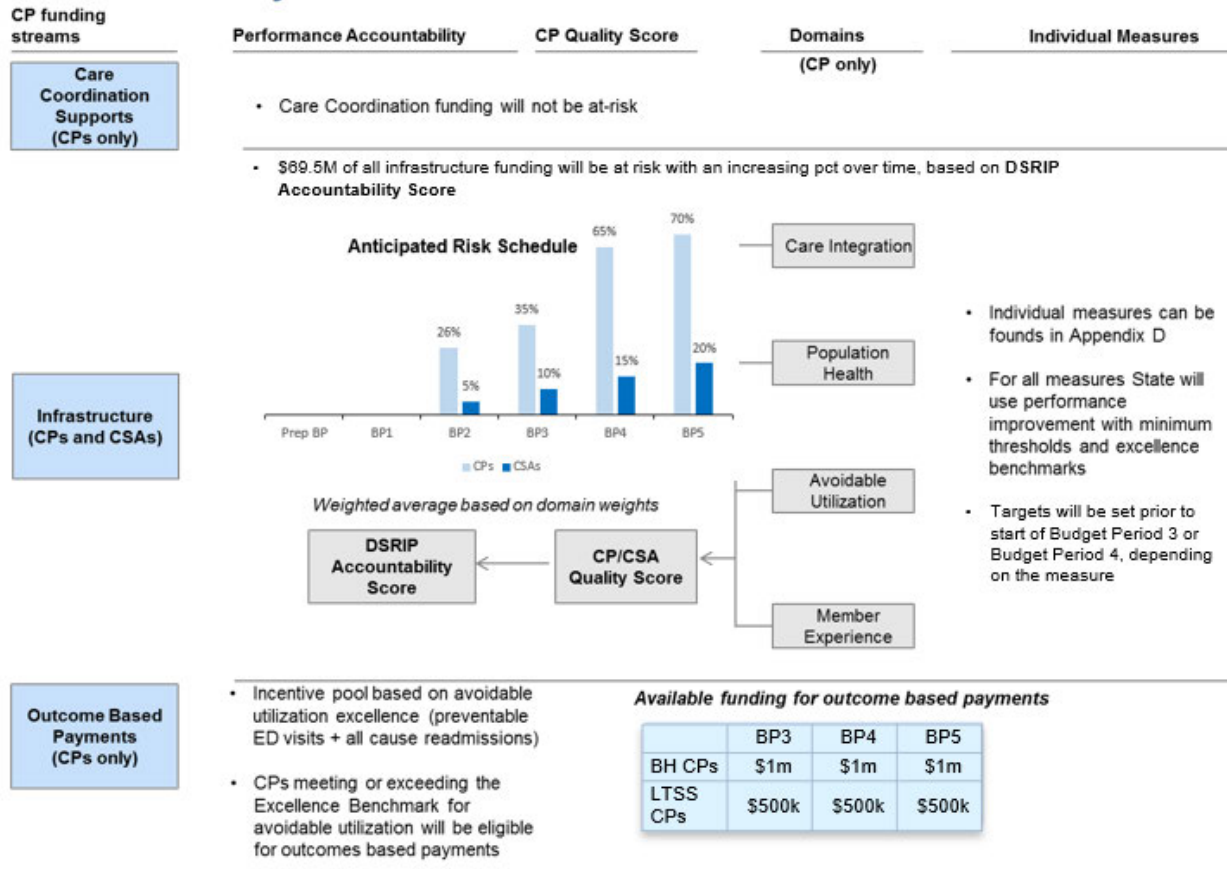 CP funding
streams
Performance Accountability
CP Quality Score
Domains
(CP only)
Individual Measures
Care
Coordination
Supports
(CPs only)
• Care Coordination funding will not be at-risk
• $69.5M of all infrastructure funding will be at risk with an increasing pct over time, based on DSRIP
Accountability Score
Infrastructure
(CPs and CSAs)
Anticipated Risk Schedule
26%
5%
35%
10%
65%
15%
70%
20%
Prep BP
BP1
BP2
BP3
BP4
BP5
CPs
CSAs
Weighted average based on domain weights
DSRIP
Accountability
Score
CP/CSA
Quality Score
Care Integration
Population
Health
Avoidable
Utilization
Member
Experience
• Individual measures can be
founds in Appendix D
• For all measures State will
use performance
improvement with minimum
thresholds and excellence
benchmarks
• Targets will be set prior to
start of Budget Period 3 or
Budget Period 4, depending
on the measure
Outcome Based
Payments
(CPs only)
• Incentive pool based on avoidable
utilization excellence (preventable
ED visits + all cause readmissions)
• CPs meeting or exceeding the
Excellence Benchmark for
avoidable utilization will be eligible
for outcomes based payments
Available funding for outcome based payments
BP3 BP4 BP5
BH CPs $1m $1m $1m
LTSS
CPs $500k $500k $500k